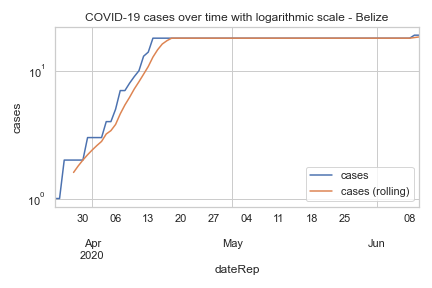 COVID-19 cases over time with logarithmic scale - Belize
10¹
10⁰
cases
cases
cases (rolling)
30 06 13 20 27 04 11 18 25 08
Apr May Jun
2020
dateRep